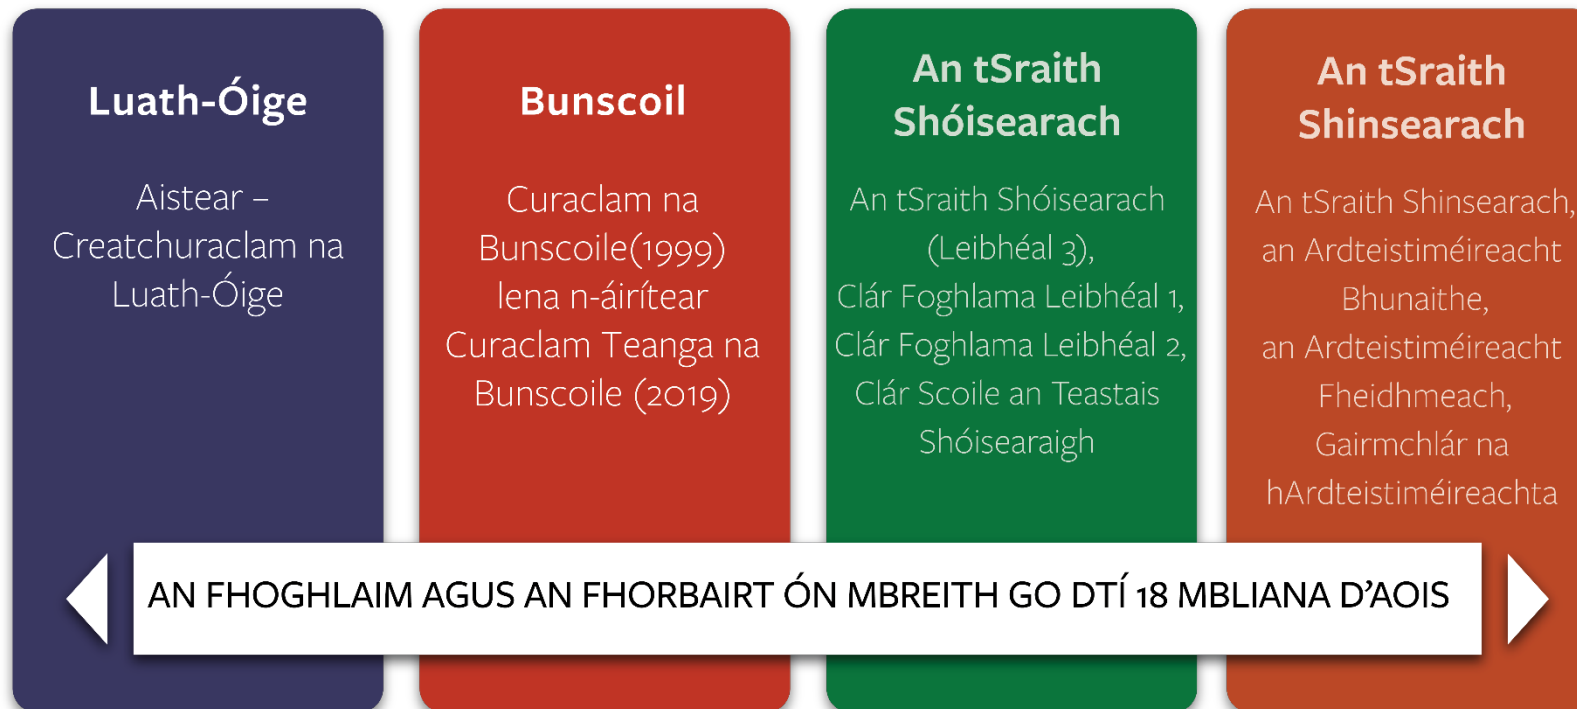 Luath-Óige
Aistear –
Creatchuraclam na
Luath-Óige
Bunscoil
Curaclam na
Bunscoile(1999)
lena n-áirítear
Curaclam Teanga na
Bunscoile (2019)
An tSraith
Shóisearach
An tSraith Shóisearach
(Leibhéal 3),
Clár Foghlama Leibhéal 1,
Clár Foghlama Leibhéal 2,
Clár Scoile an Teastais
Shóisearaigh
An tSraith
Shinsearach
An tSraith Shinsearach,
an Ardteistiméireacht
Bhunaithe,
an Ardteistiméireacht
Fheidhmeach,
Gairmchlár na
hArdteistiméireachta
AN FHOGHLAIM AGUS AN FHORBAIRT ÓN MBREITH GO DTÍ 18 MBLIANA D’AOIS